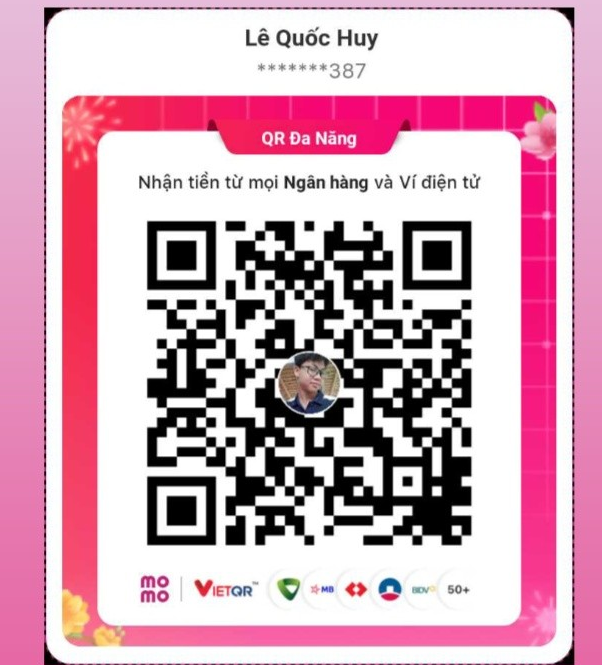 Lê Quốc Huy
*******387
QR Đa Năng
Nhận tiền từ mọi Ngân hàng và Ví điện tử
mo mo VIETQR™ MB BIDV 50+